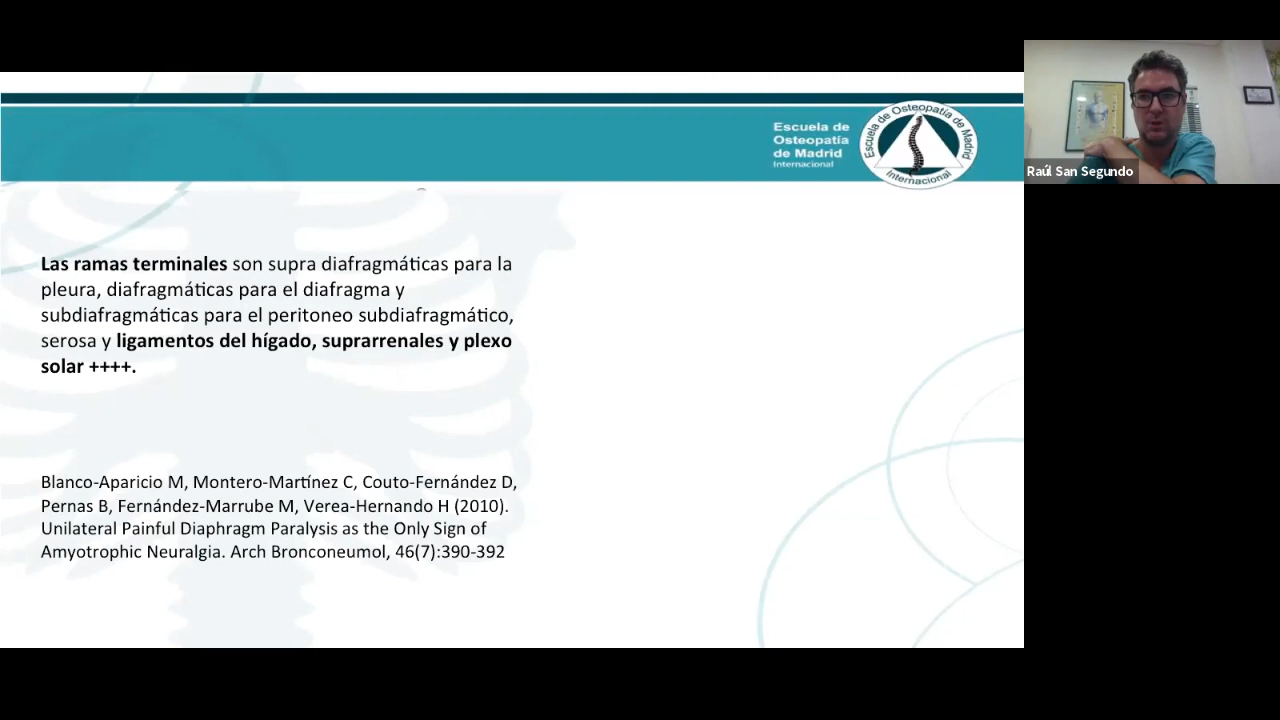 Escuela de
Osteopatía
de Madrid
Internacional
Escuela de Osteopatía de Madrid
Internacional
Raúl San Segundo
Las ramas terminales son supra diafragmáticas para la
pleura, diafragmáticas para el diafragma y
subdiafragmáticas para el peritoneo subdiafragmático,
serosa y ligamentos del hígado, suprarrenales y plexo
solar ++++.
Blanco-Aparicio M, Montero-Martínez C, Couto-Fernández D,
Pernas B, Fernández-Marrube M, Verea-Hernando H (2010).
Unilateral Painful Diaphragm Paralysis as the Only Sign of
Amyotrophic Neuralgia. Arch Bronconeumol, 46(7):390-392